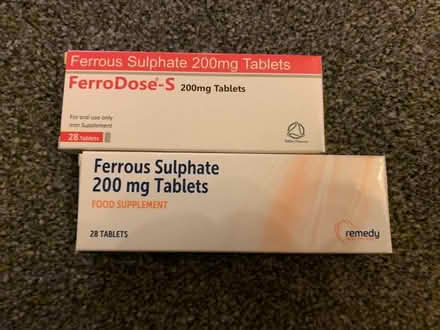 Ferrous Sulphate 200mg Tablets
FerroDose®-S 200mg Tablets
For oral use only
Iron Supplement
28 Tablets
Ferrous Sulphate
200 mg Tablets
FOOD SUPPLEMENT
28 TABLETS
remedy